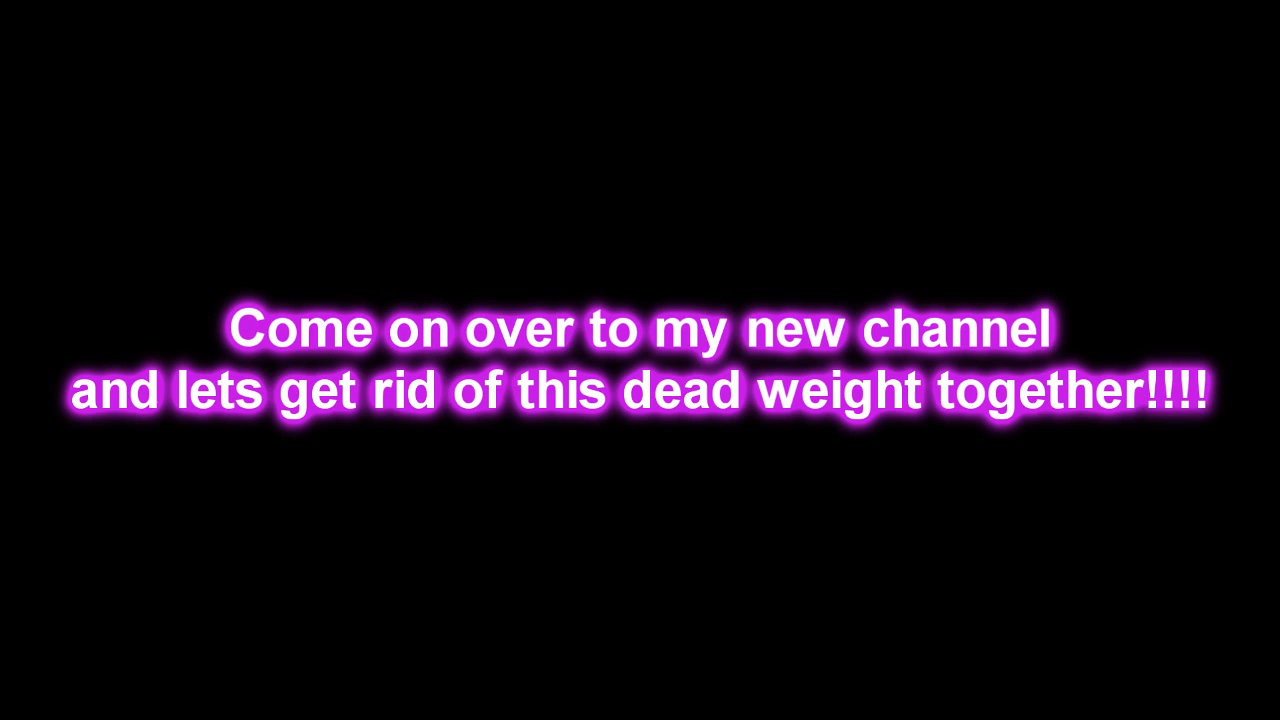 Come on over to my new channel
and lets get rid of this dead weight together!!!!